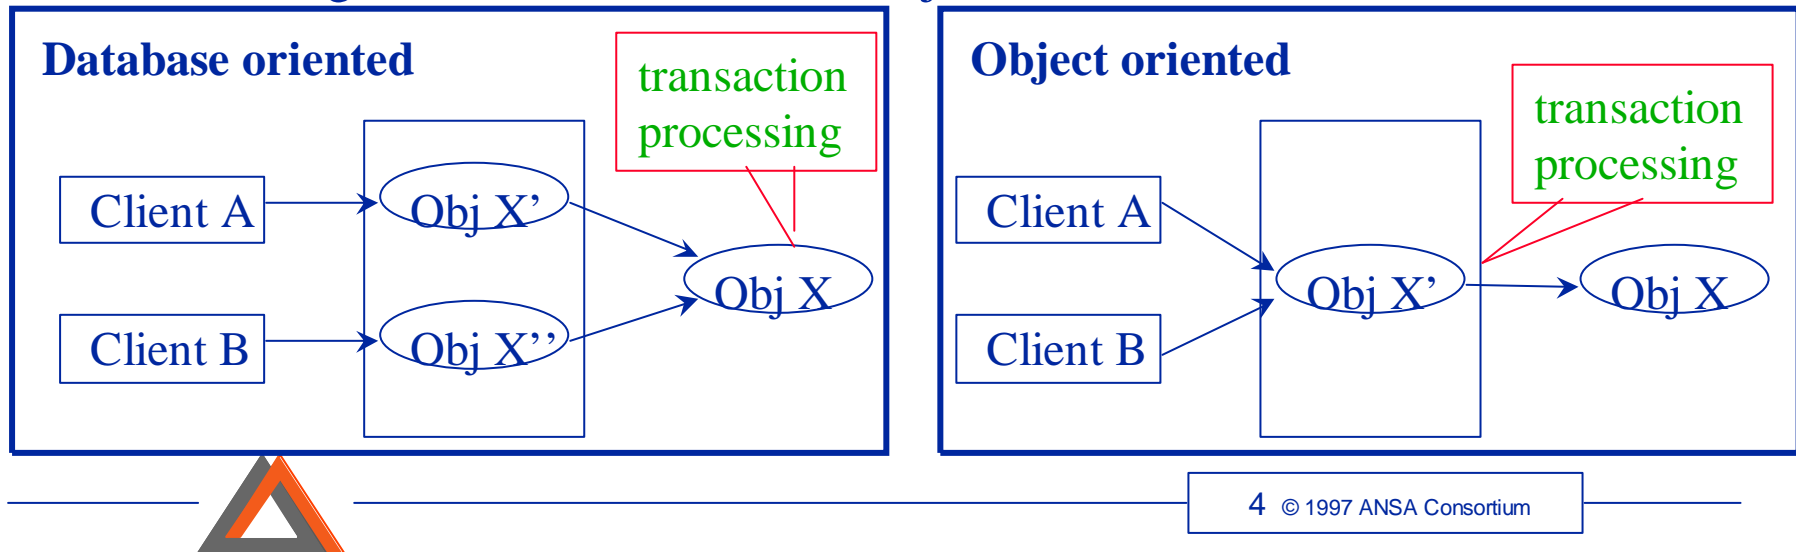 Database oriented
transaction
processing
Client A
Obj X’
Obj X
Client B
Obj X’’
Object oriented
transaction
processing
Client A
Obj X’
Obj X
Client B
4 © 1997 ANSA Consortium